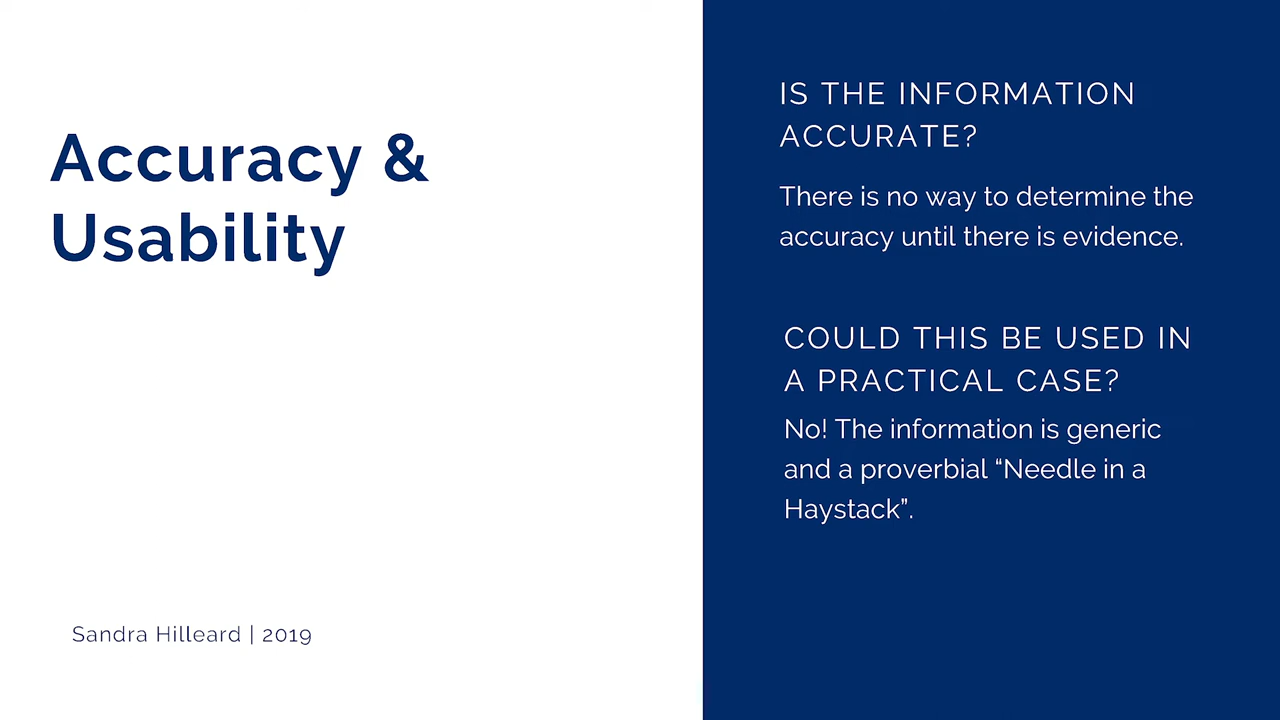 Accuracy &
Usability
Sandra Hilleard | 2019
IS THE INFORMATION
ACCURATE?
There is no way to determine the
accuracy until there is evidence.
COULD THIS BE USED IN
A PRACTICAL CASE?
No! The information is generic
and a proverbial “Needle in a
Haystack”.